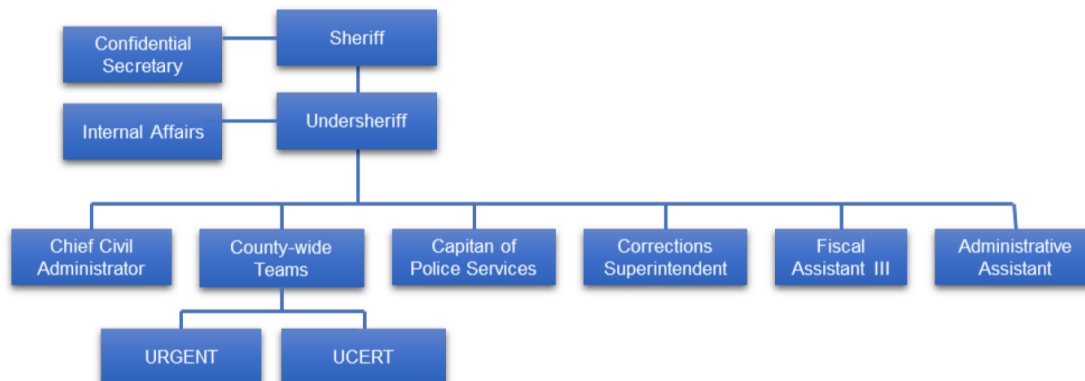 Confidential
Secretary
Sheriff
Internal Affairs
Undersheriff
Chief Civil
Administrator
County-wide
Teams
Capitan of
Police Services
Corrections
Superintendent
Fiscal
Assistant III
Administrative
Assistant
URGENT
UCERT